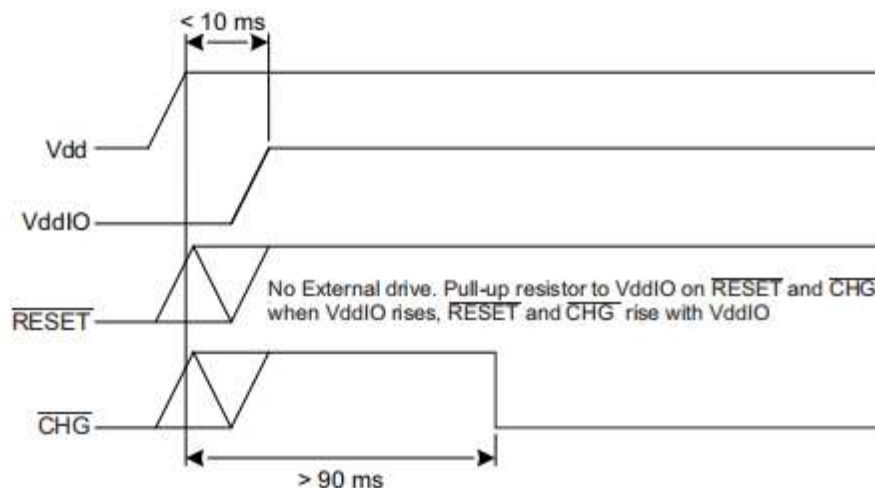 < 10 ms
Vdd
VddIO
No External drive. Pull-up resistor to VddIO on RESET and CHG
when VddIO rises, RESET and CHG rise with VddIO
RESET
CHG
> 90 ms